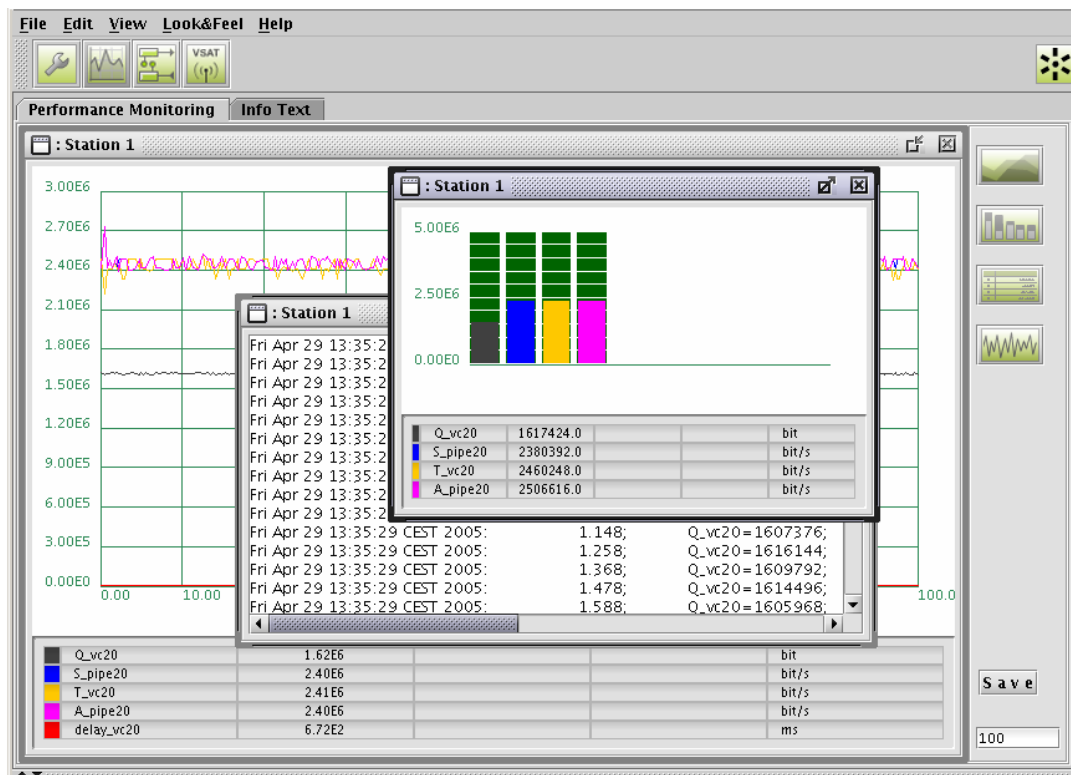 File Edit View Look&Feel Help
VSAT
Performance Monitoring Info Text
: Station 1
3.00E6
2.70E6
2.40E6
2.10E6
1.80E6
1.50E6
1.20E6
9.00E5
6.00E5
3.00E5
0.00E0
0.00 10.00 100.0
: Station 1
5.00E6
2.50E6
0.00E0
Q_vc20 1617424.0 bit
S_pipe20 2380392.0 bit/s
T_vc20 2460248.0 bit/s
A_pipe20 2506616.0 bit/s
: Station 1
Fri Apr 29 13:35:2
Fri Apr 29 13:35:2
Fri Apr 29 13:35:2
Fri Apr 29 13:35:2
Fri Apr 29 13:35:2
Fri Apr 29 13:35:2
Fri Apr 29 13:35:2
Fri Apr 29 13:35:2
Fri Apr 29 13:35:2
Fri Apr 29 13:35:2
Fri Apr 29 13:35:29 CEST 2005: 1.148; Q_vc20=1607376;
Fri Apr 29 13:35:29 CEST 2005: 1.258; Q_vc20=1616144;
Fri Apr 29 13:35:29 CEST 2005: 1.368; Q_vc20=1609792;
Fri Apr 29 13:35:29 CEST 2005: 1.478; Q_vc20=1614496;
Fri Apr 29 13:35:29 CEST 2005: 1.588; Q_vc20=1605968;
Q_vc20 1.62E6 bit
S_pipe20 2.40E6 bit/s
T_vc20 2.41E6 bit/s
A_pipe20 2.40E6 bit/s
delay_vc20 6.72E2 ms
Save
100